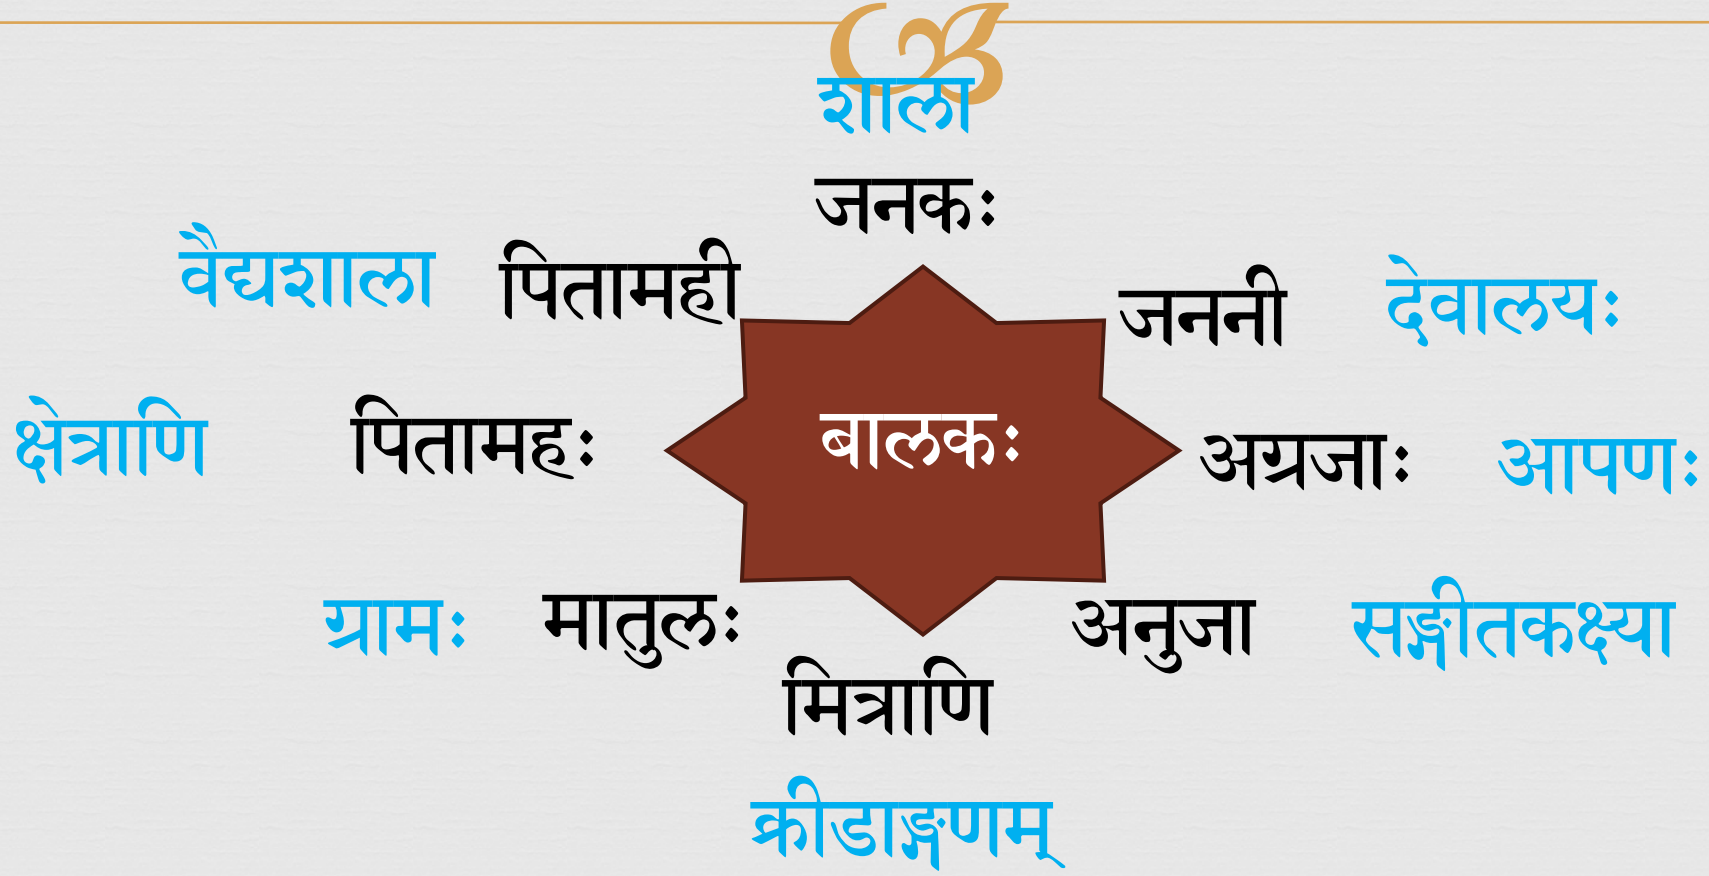 शाला
जनकः
वैद्यशाला पितामही जननी देवालयः
क्षेत्राणि पितामहः बालकः अग्रजाः आपणः
ग्रामः मातुलः अनुजा सङ्गीतकक्ष्या
मित्राणि
क्रीडाङ्गणम्